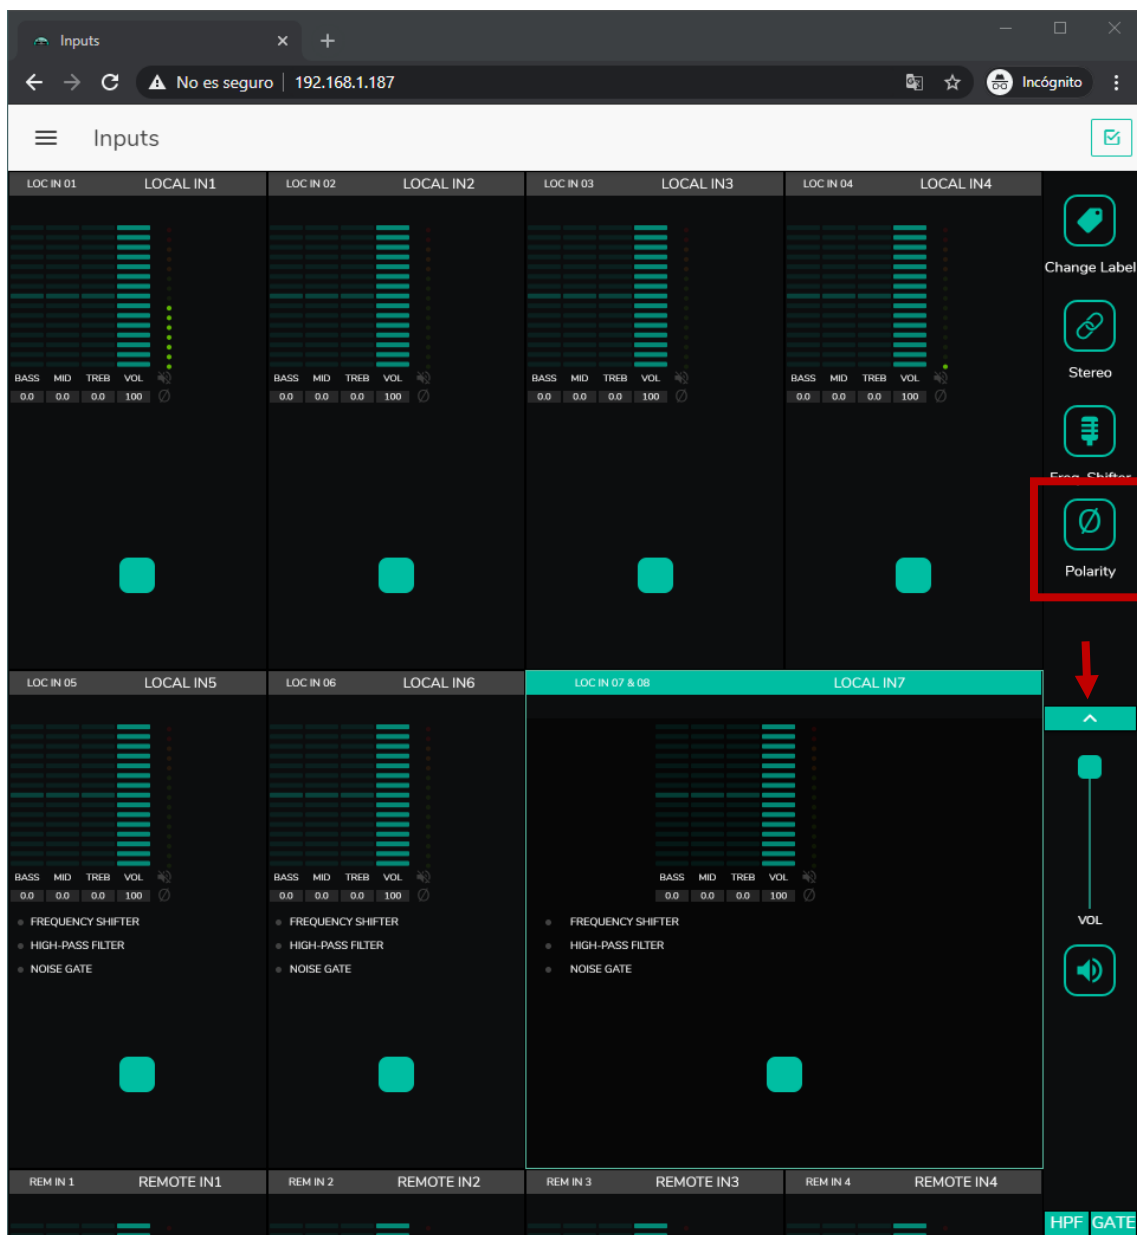 Inputs
No es seguro | 192.168.1.187
Incógnito
Inputs
LOC IN 01 LOCAL IN1
LOC IN 02 LOCAL IN2
LOC IN 03 LOCAL IN3
LOC IN 04 LOCAL IN4
BASS MID TREB VOL
0.0 0.0 0.0 100 Ø
BASS MID TREB VOL
0.0 0.0 0.0 100 Ø
BASS MID TREB VOL
0.0 0.0 0.0 100 Ø
BASS MID TREB VOL
0.0 0.0 0.0 100 Ø
Change Label
Stereo
Freq. Shifter
Ø
Polarity
LOC IN 05 LOCAL IN5
LOC IN 06 LOCAL IN6
LOC IN 07 & 08 LOCAL IN7
BASS MID TREB VOL
0.0 0.0 0.0 100 Ø
FREQUENCY SHIFTER
HIGH-PASS FILTER
NOISE GATE
BASS MID TREB VOL
0.0 0.0 0.0 100 Ø
FREQUENCY SHIFTER
HIGH-PASS FILTER
NOISE GATE
BASS MID TREB VOL
0.0 0.0 0.0 100 Ø
FREQUENCY SHIFTER
HIGH-PASS FILTER
NOISE GATE
VOL
REM IN 1 REMOTE IN1
REM IN 2 REMOTE IN2
REM IN 3 REMOTE IN3
REM IN 4 REMOTE IN4
HPF GATE